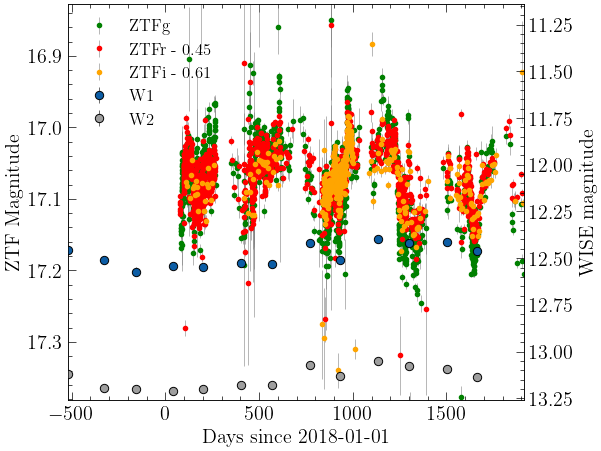 ZTFg
ZTFr - 0.45
ZTFi - 0.61
W1
W2
16.9
17.0
17.1
17.2
17.3
ZTF Magnitude
11.25
11.50
11.75
12.00
12.25
12.50
12.75
13.00
13.25
WISE magnitude
−500 0 500 1000 1500
Days since 2018-01-01